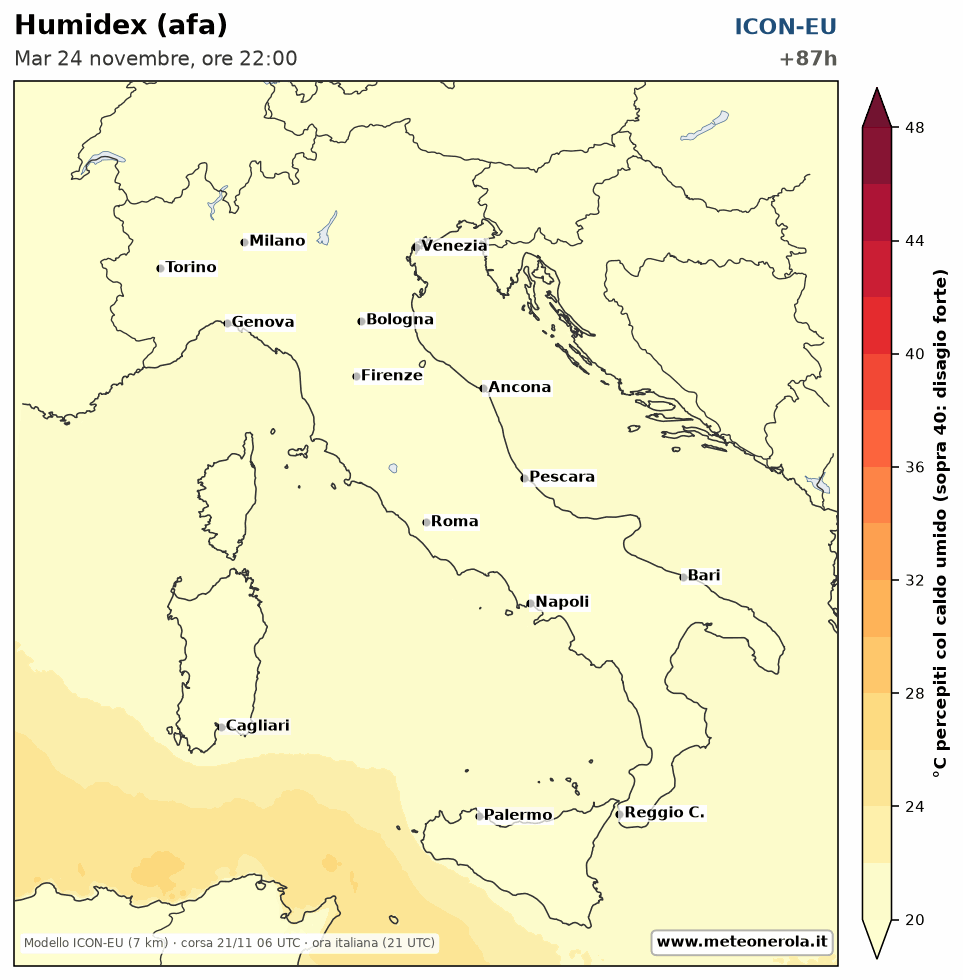 Humidex (afa)
ICON-EU
Mar 24 novembre, ore 22:00
+87h
48
44
40
36
32
28
24
20
°C percepiti col caldo umido (sopra 40: disagio forte)
Milano
Venezia
Torino
Genova
Bologna
Firenze
Ancona
Pescara
Roma
Bari
Napoli
Cagliari
Palermo
Reggio C.
Modello ICON-EU (7 km) · corsa 21/11 06 UTC · ora italiana (21 UTC)
www.meteonerola.it